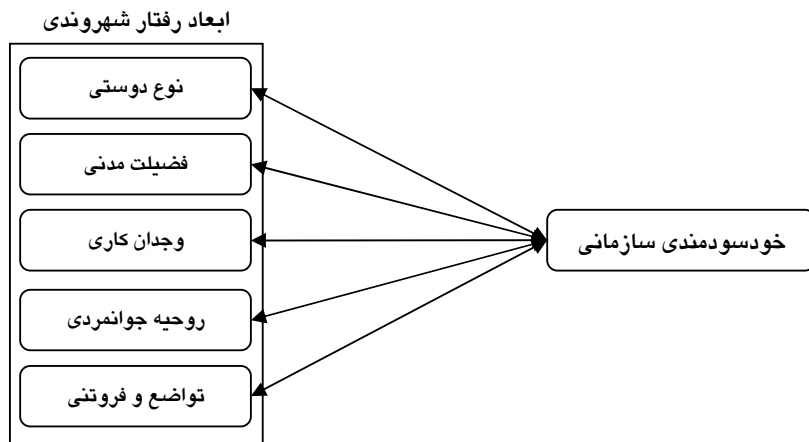 ابعاد رفتار شهروندی
نوع دوستی
فضیلت مدنی
وجدان کاری
روحیه جوانمردی
تواضع و فروتنی
خودسودمندی سازمانی